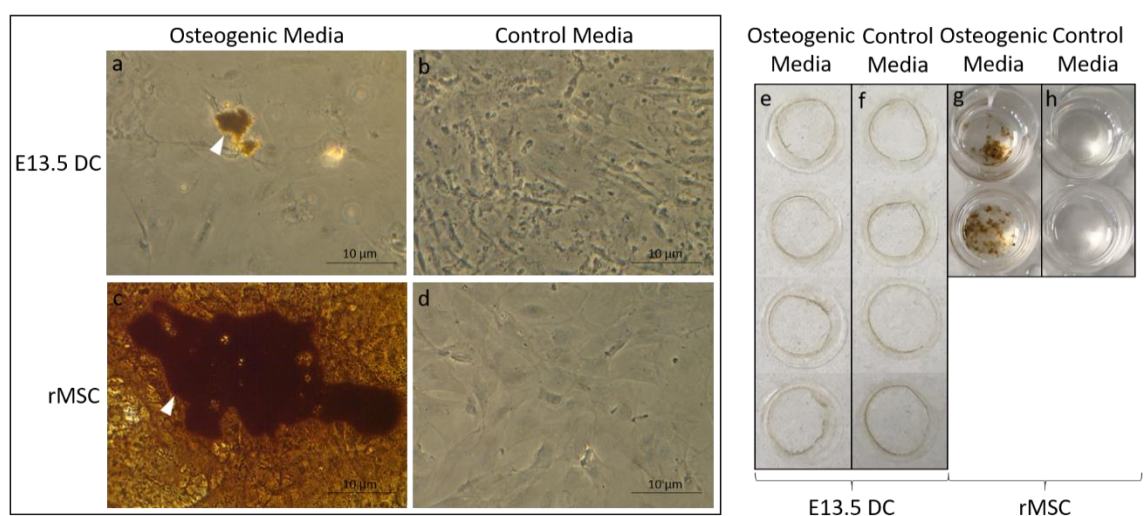 Osteogenic Media
Control Media
a
b
E13.5 DC
10 µm
10 µm
c
d
rMSC
10 µm
10 µm
Osteogenic Control Osteogenic Control
Media Media Media Media
e
f
g
h
E13.5 DC
rMSC